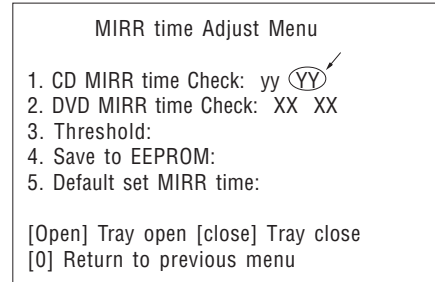 MIRR time Adjust Menu
1. CD MIRR time Check: yy YY
2. DVD MIRR time Check: XX XX
3. Threshold:
4. Save to EEPROM:
5. Default set MIRR time:
[Open] Tray open [close] Tray close
[0] Return to previous menu